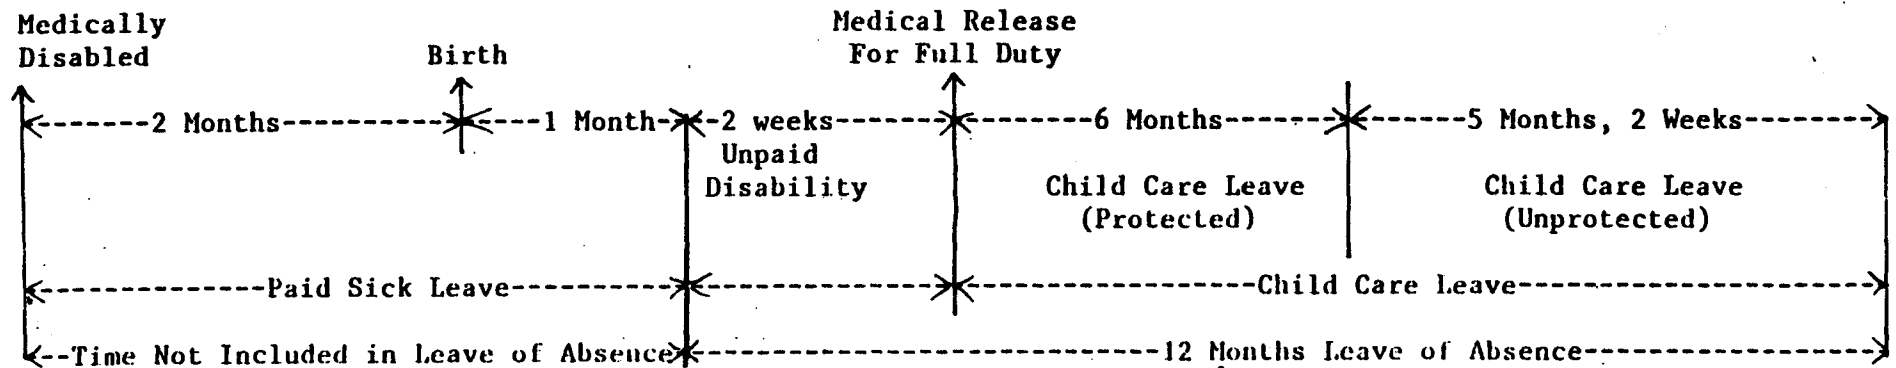 Medically
Disabled
Birth
Medical Release
For Full Duty
2 Months
1 Month
2 weeks
6 Months
5 Months, 2 Weeks
Unpaid
Disability
Child Care Leave
(Protected)
Child Care Leave
(Unprotected)
Paid Sick Leave
Child Care Leave
Time Not Included in Leave of Absence
12 Months Leave of Absence